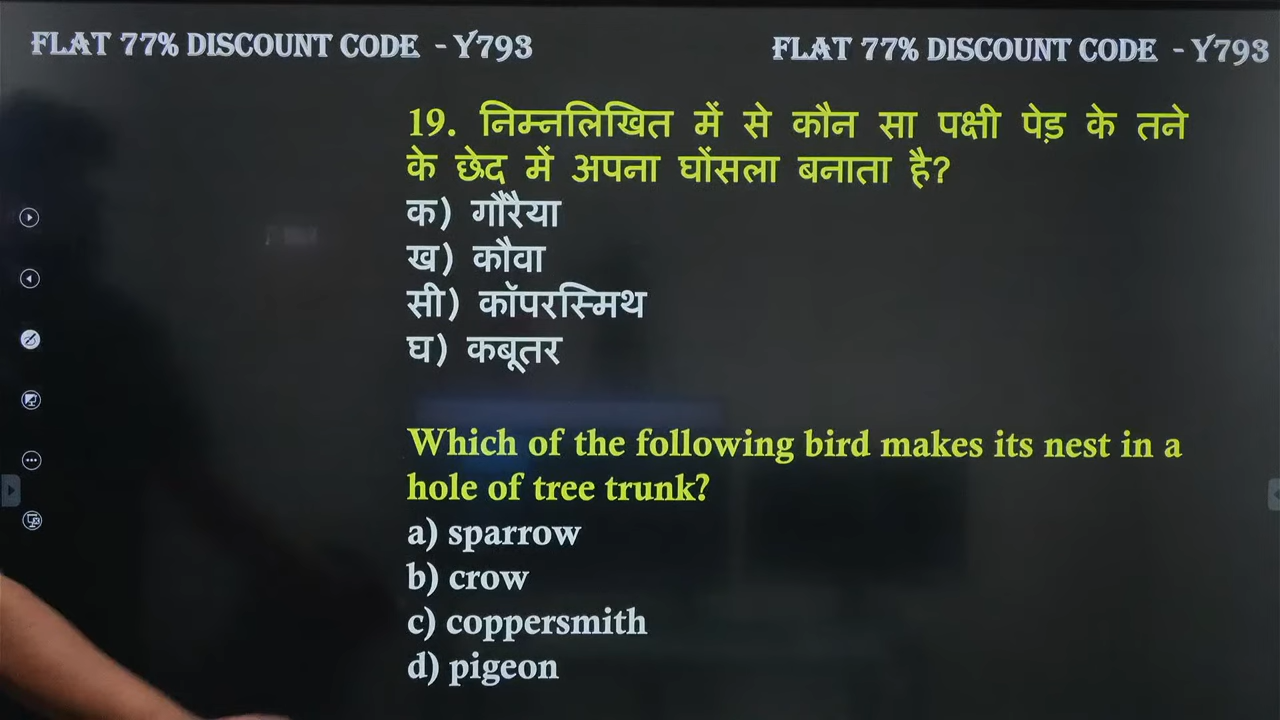 FLAT 77% DISCOUNT CODE - Y793
FLAT 77% DISCOUNT CODE - Y793
19. निम्नलिखित में से कौन सा पक्षी पेड़ के तने
के छेद में अपना घोंसला बनाता है?
क) गौरैया
ख) कौवा
सी) कॉपरस्मिथ
घ) कबूतर
Which of the following bird makes its nest in a
hole of tree trunk?
a) sparrow
b) crow
c) coppersmith
d) pigeon